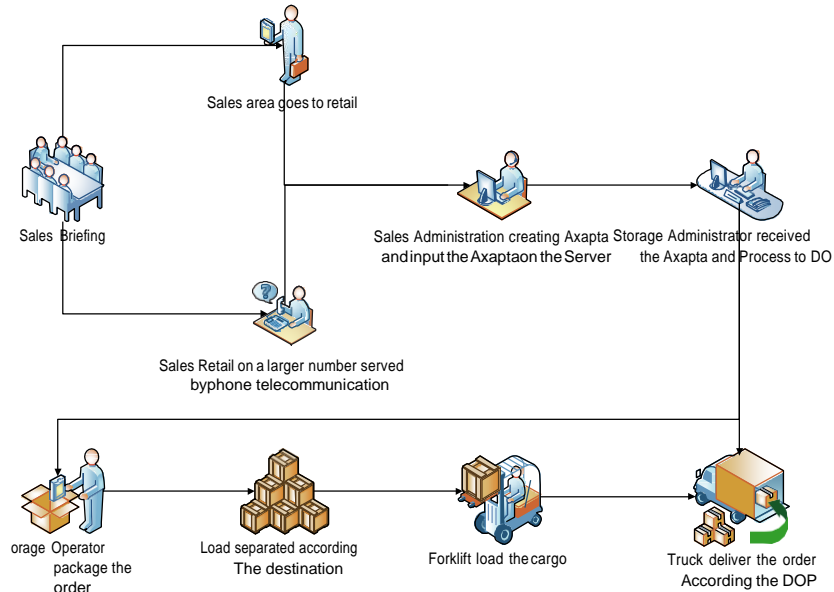 Sales area goes to retail
Sales Briefing
Sales Administration creating Axapta
and input the Axaptaon the Server
Storage Administrator received
the Axapta and Process to DO
?
Sales Retail on a larger number served
byphone telecommunication
orage Operator
package the
order
Load separated according
The destination
Forklift load thecargo
Truck deliver the order
According the DOP